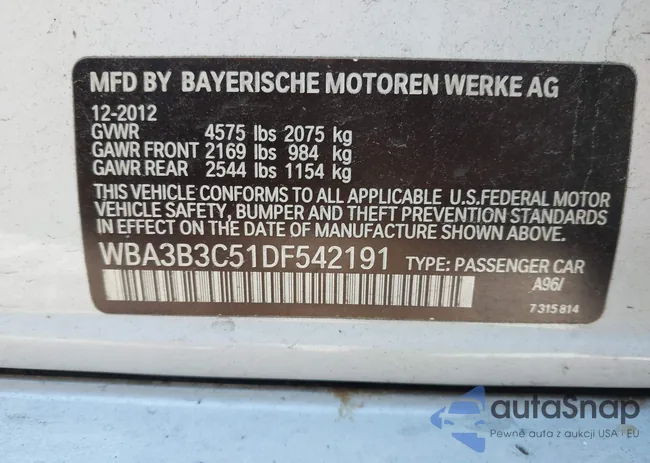 MFD BY BAYERISCHE MOTOREN WERKE AG
12-2012
GVWR 4575 lbs 2075 kg
GAWR FRONT 2169 lbs 984 kg
GAWR REAR 2544 lbs 1154 kg
THIS VEHICLE CONFORMS TO ALL APPLICABLE U.S.FEDERAL MOTOR
VEHICLE SAFETY, BUMPER AND THEFT PREVENTION STANDARDS
IN EFFECT ON THE DATE OF MANUFACTURE SHOWN ABOVE.
WBA3B3C51DF542191 TYPE: PASSENGER CAR
A96/
7315814
autaSnap
Pewne auta z aukcji USA i EU